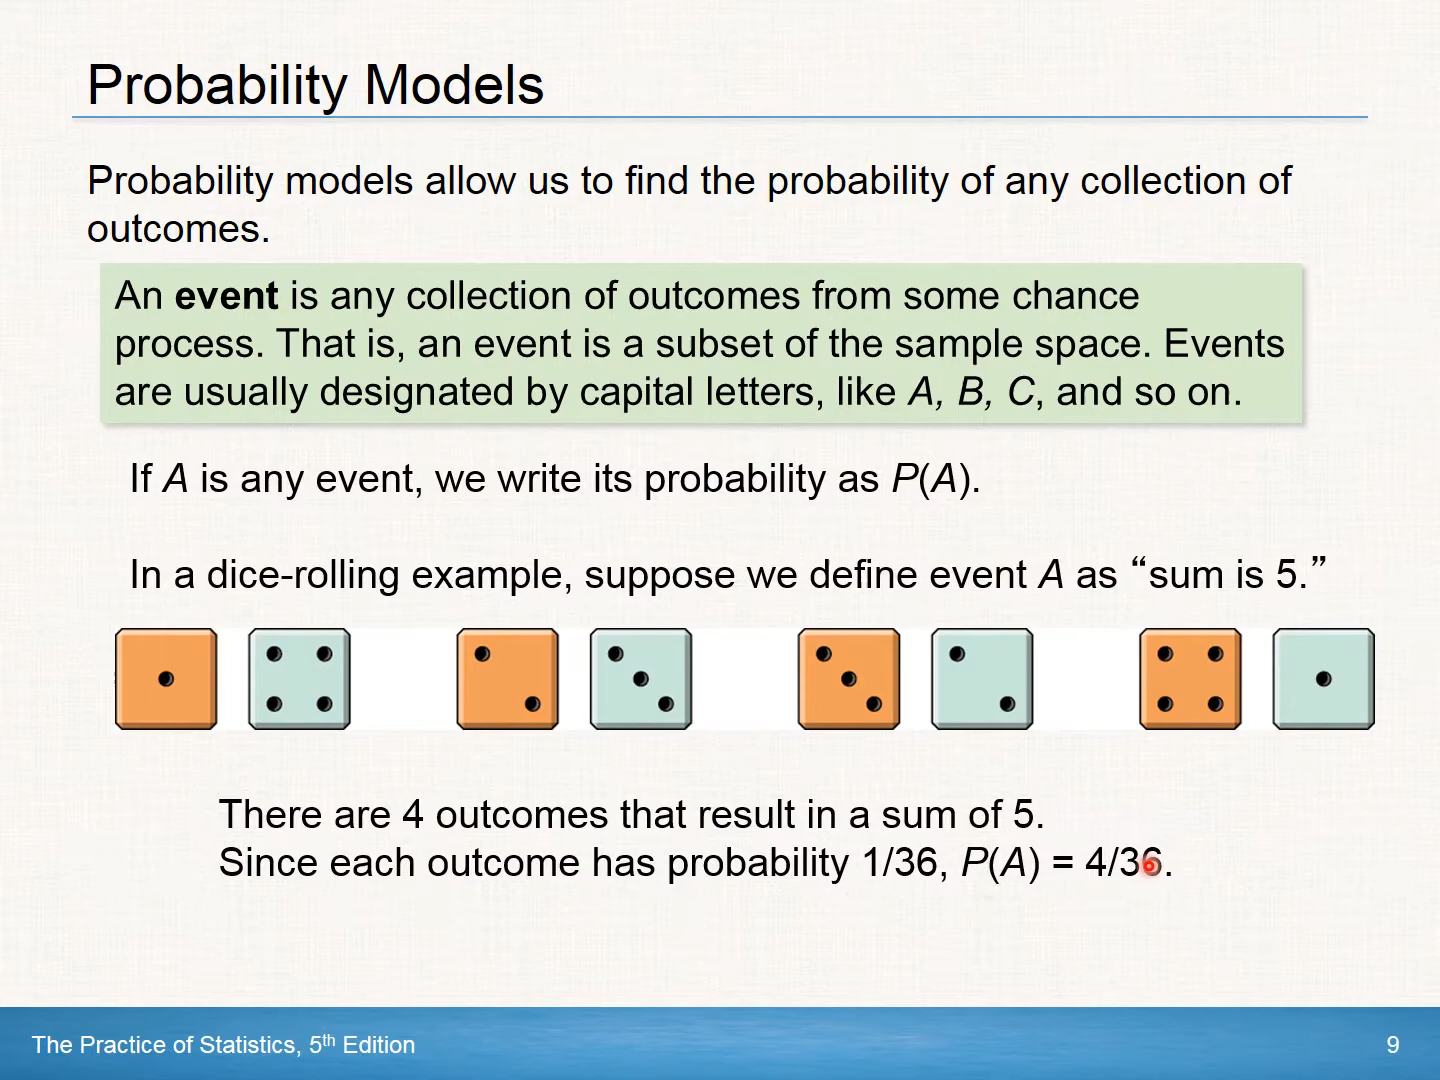 Probability Models
Probability models allow us to find the probability of any collection of
outcomes.
An event is any collection of outcomes from some chance
process. That is, an event is a subset of the sample space. Events
are usually designated by capital letters, like A, B, C, and so on.
If A is any event, we write its probability as P(A).
In a dice-rolling example, suppose we define event A as “sum is 5.”
There are 4 outcomes that result in a sum of 5.
Since each outcome has probability 1/36, P(A) = 4/36.
The Practice of Statistics, 5th Edition
9